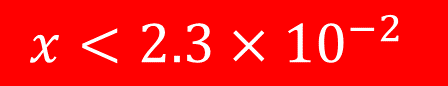 𝑥 < 2.3 × 10⁻²